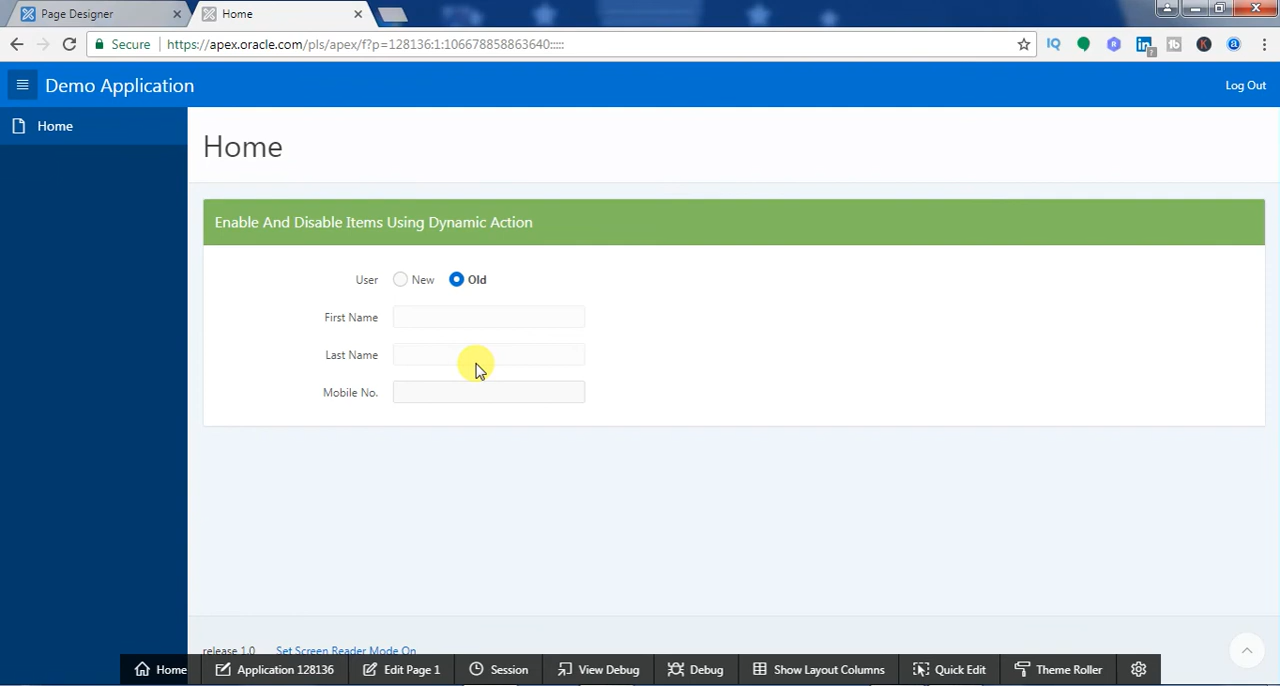 Page Designer
Home
Secure
https://apex.oracle.com/pls/apex/f?p=128136:1:106678858863640:::::
IQ
R
in
?
K
a
Demo Application
Log Out
Home
Home
Enable And Disable Items Using Dynamic Action
User New Old
First Name
Last Name
Mobile No.
release 1.0 Set Screen Reader Mode On
Home Application 128136 Edit Page 1 Session View Debug Debug Show Layout Columns Quick Edit Theme Roller